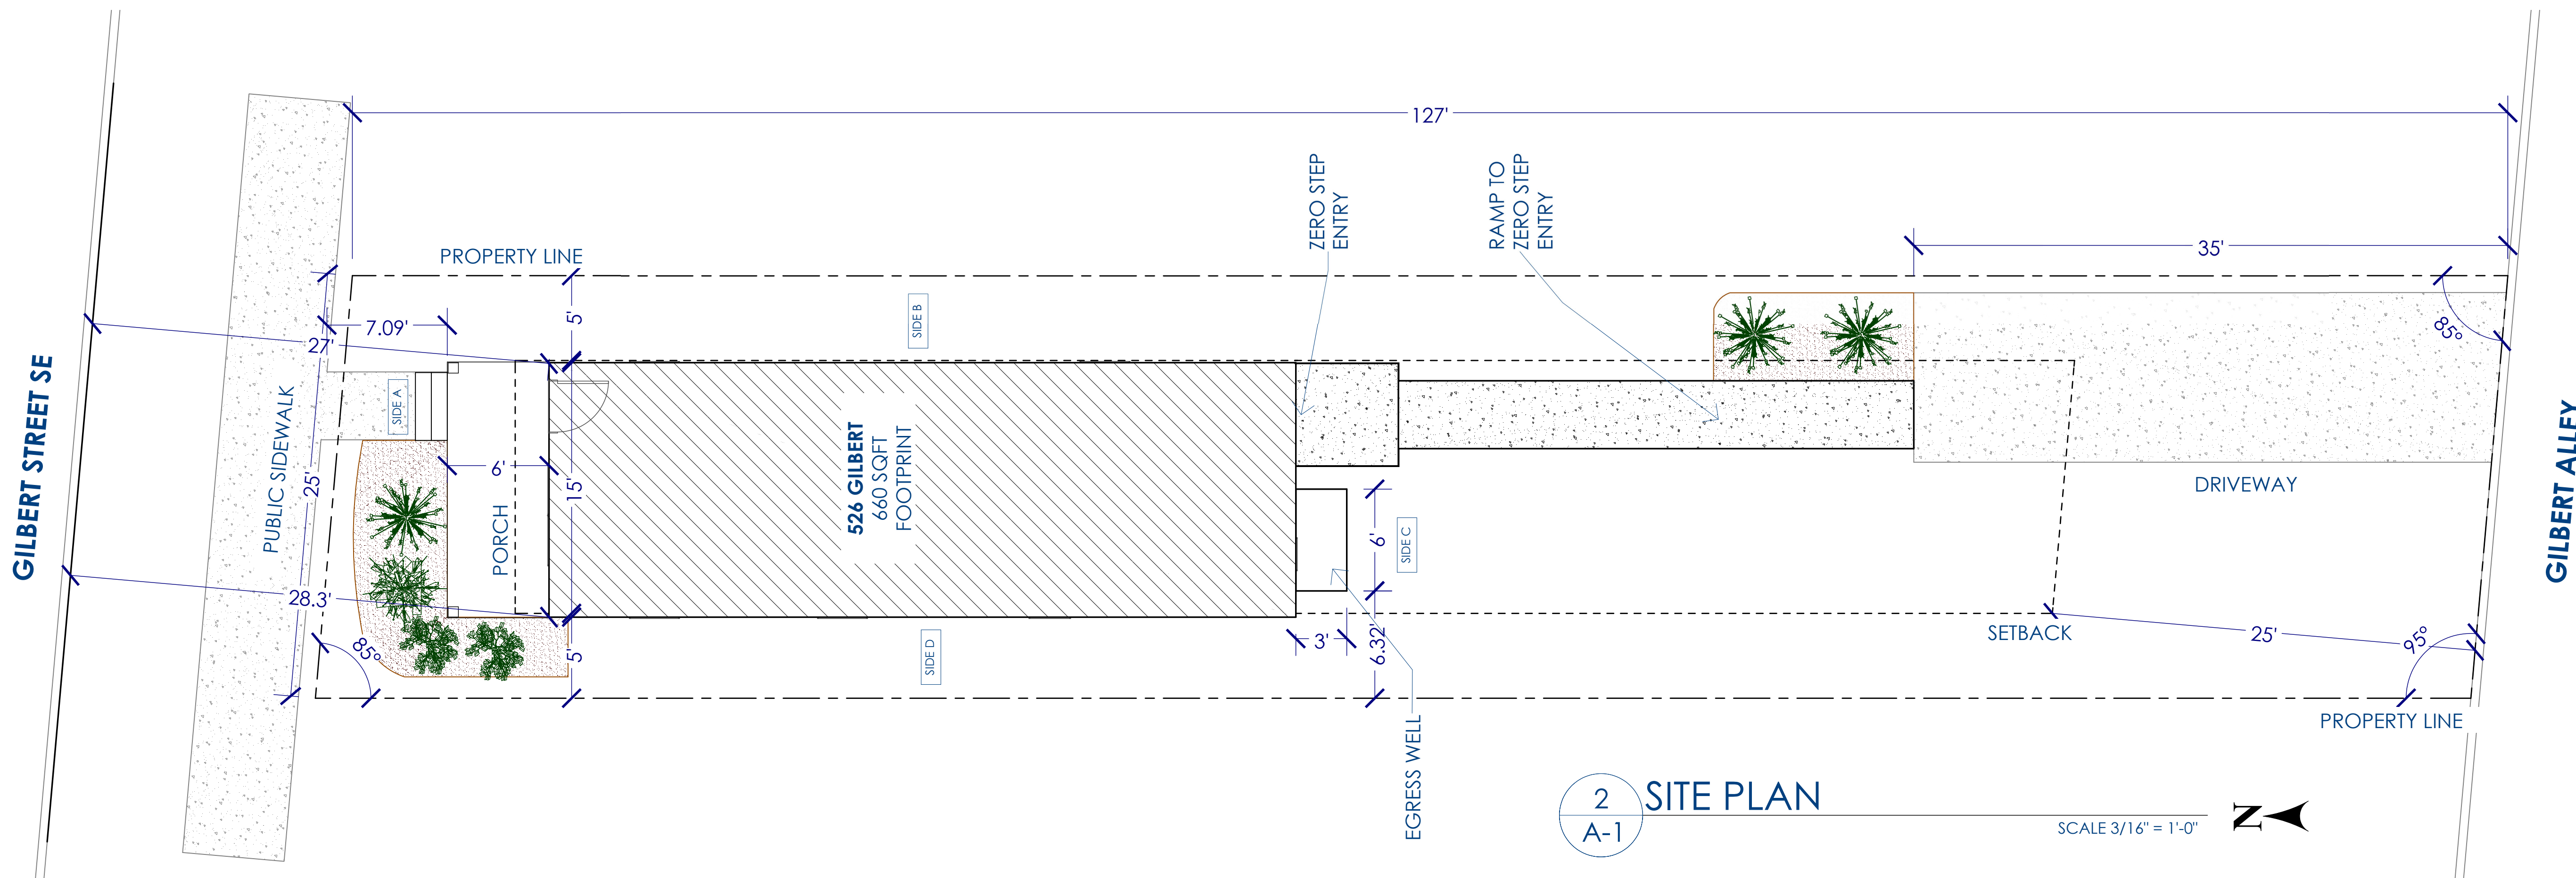 127'
ZERO STEP
ENTRY
RAMP TO
ZERO STEP
ENTRY
PROPERTY LINE
35'
7.09'
27'
5'
SIDE B
85°
GILBERT STREET SE
PUBLIC SIDEWALK
25'
SIDE A
6'
PORCH
15'
526 GILBERT
660 SQFT
FOOTPRINT
6'
SIDE C
DRIVEWAY
GILBERT ALLEY
28.3'
85°
5'
SIDE D
3'
6.32'
SETBACK
25'
95°
PROPERTY LINE
EGRESS WELL
2
A-1
SITE PLAN
SCALE 3/16" = 1'-0"
N